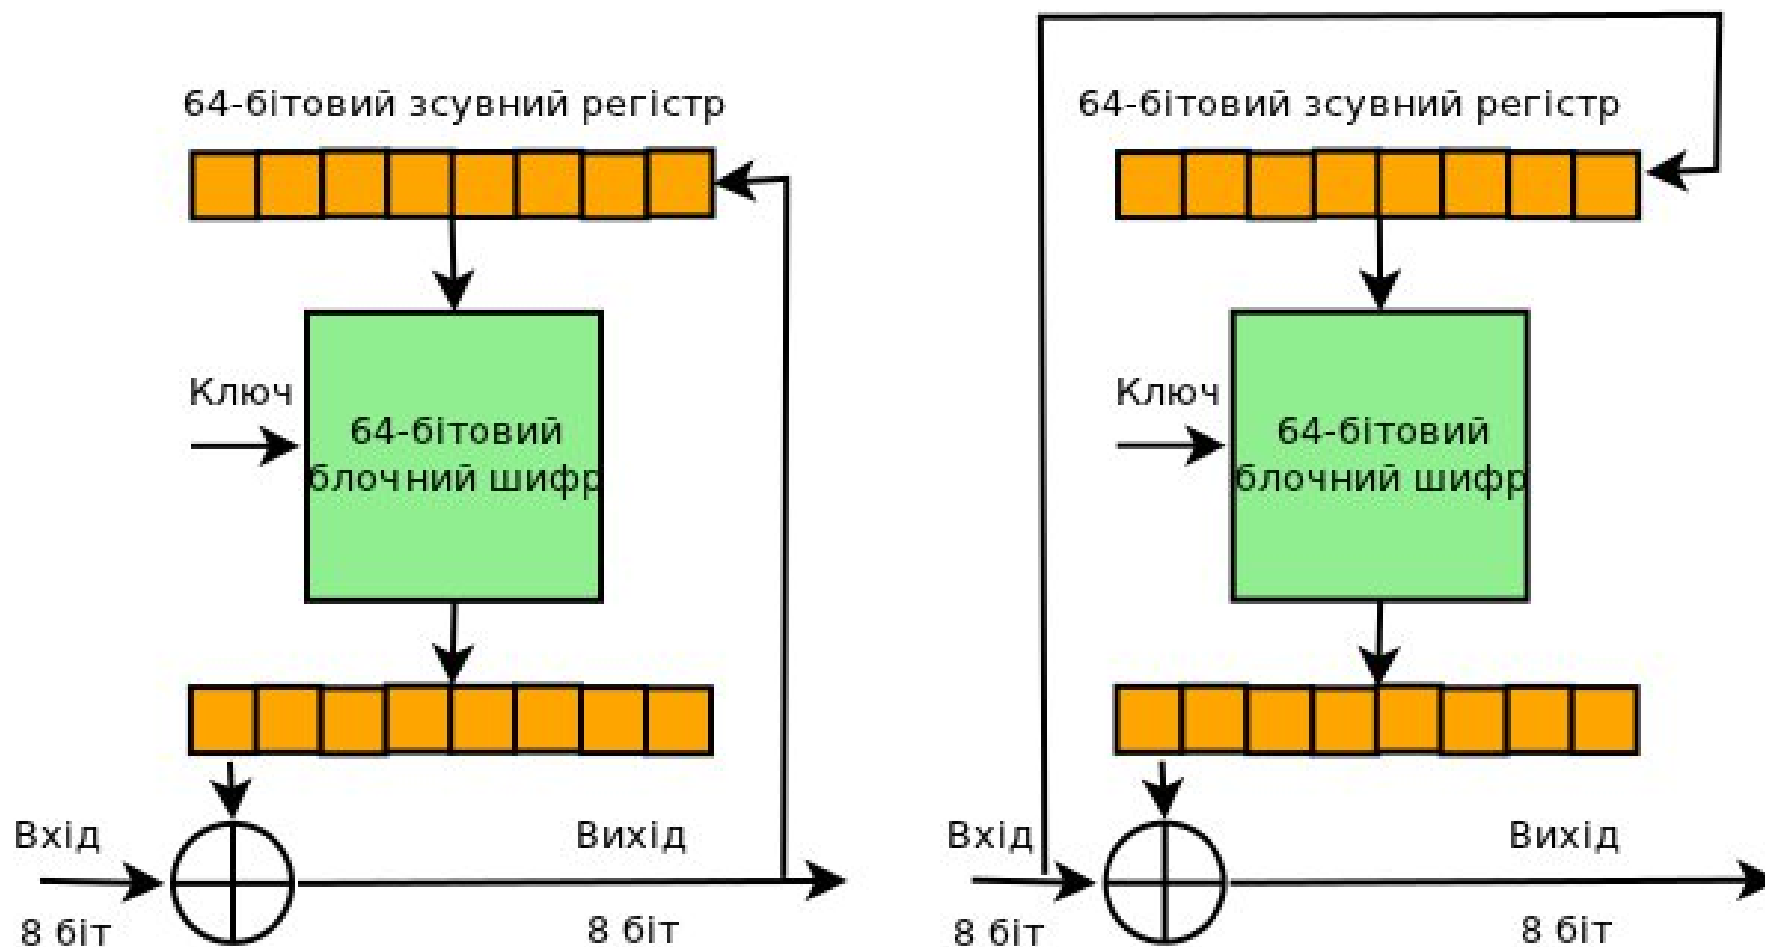 64-бітовий зсувний регістр
Ключ
64-бітовий
блочний шифр
Вхід
Вихід
8 біт
8 біт
64-бітовий зсувний регістр
Ключ
64-бітовий
блочний шифр
Вхід
Вихід
8 біт
8 біт